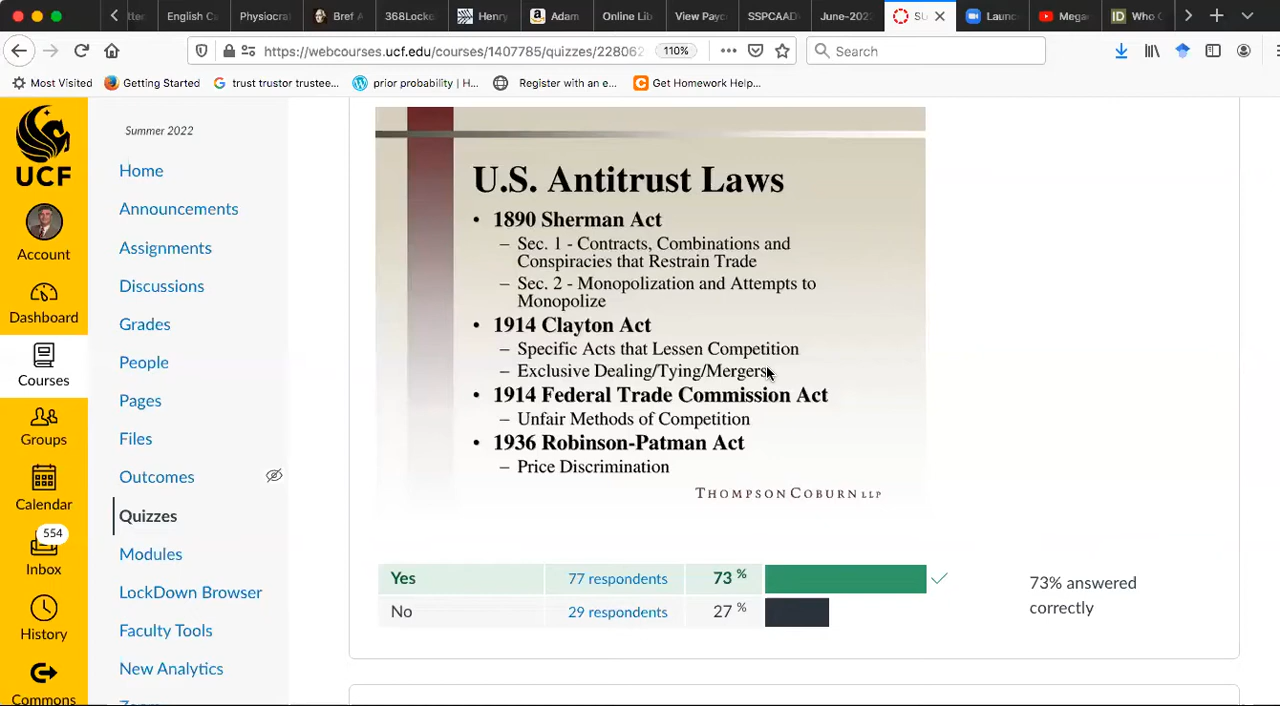 ttee
English Ca
Physiocra
Bref A
368Locke
Henry
Adam
Online Lib
View Payc
SSPCAAD
June-2022
Launc
Megan
Who C
https://webcourses.ucf.edu/courses/1407785/quizzes/228062
110%
Search
Most Visited
Getting Started
trust trustor trustee...
prior probability | H...
Register with an e...
Get Homework Help...
UCF
Account
Dashboard
Courses
Groups
Calendar
554
Inbox
History
Commons
Summer 2022
Home
Announcements
Assignments
Discussions
Grades
People
Pages
Files
Outcomes
Quizzes
Modules
LockDown Browser
Faculty Tools
New Analytics
U.S. Antitrust Laws
• 1890 Sherman Act
– Sec. 1 - Contracts, Combinations and
Conspiracies that Restrain Trade
– Sec. 2 - Monopolization and Attempts to
Monopolize
• 1914 Clayton Act
– Specific Acts that Lessen Competition
– Exclusive Dealing/Tying/Mergers
• 1914 Federal Trade Commission Act
– Unfair Methods of Competition
• 1936 Robinson-Patman Act
– Price Discrimination
THOMPSON COBURN LLP
Yes 77 respondents 73 %
No 29 respondents 27 %
73% answered
correctly